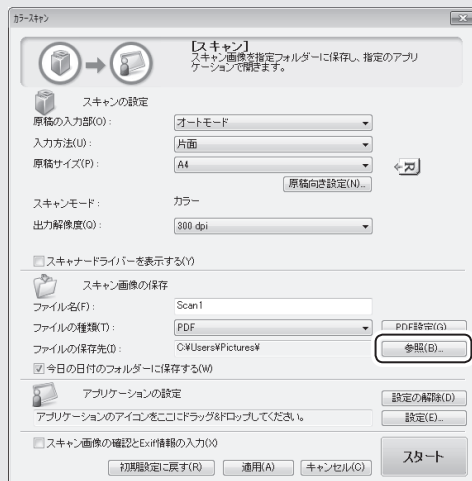 カラースキャン
[スキャン]
スキャン画像を指定フォルダーに保存し、指定のアプリ
ケーションで開きます。
スキャンの設定
原稿の入力部(O):
オートモード
入力方法(U):
片面
原稿サイズ(P):
A4
R
原稿向き設定(N)...
スキャンモード:
カラー
出力解像度(Q):
300 dpi
スキャナードライバーを表示する(Y)
スキャン画像の保存
ファイル名(F):
Scan1
ファイルの種類(T):
PDF
PDF設定(G)
ファイルの保存先(I):
C:¥Users¥Pictures¥
参照(B)...
今日の日付のフォルダーに保存する(W)
アプリケーションの設定
設定の解除(D)
アプリケーションのアイコンをここにドラッグ&ドロップしてください。
設定(E)...
スキャン画像の確認とExif情報の入力(X)
スタート
初期設定に戻す(R)
適用(A)
キャンセル(C)